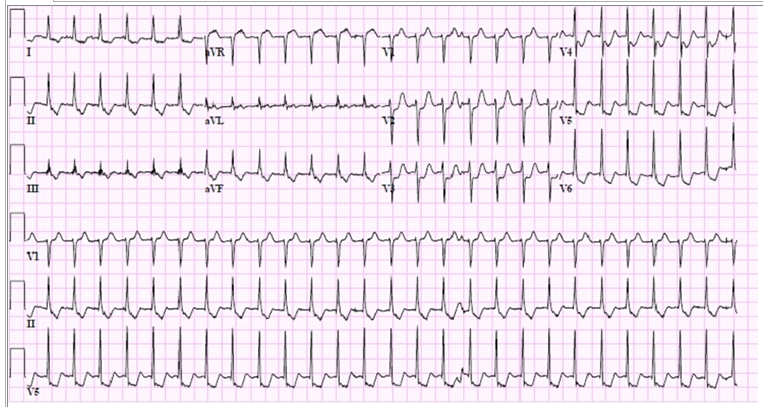 I aVR V1 V4
II aVL V2 V5
III aVF V3 V6
V1
II
V5